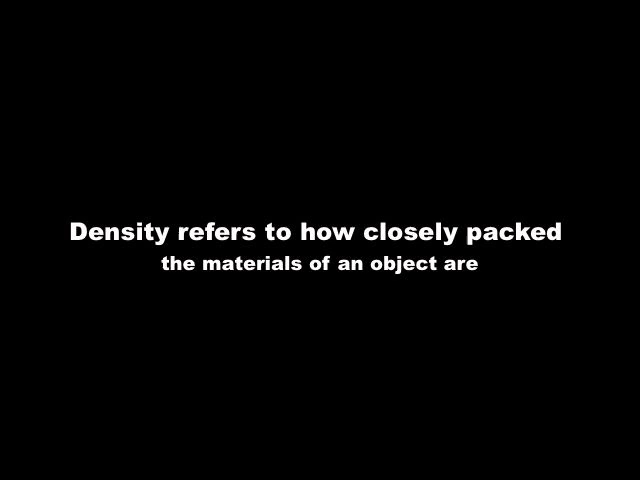 Density refers to how closely packed
the materials of an object are